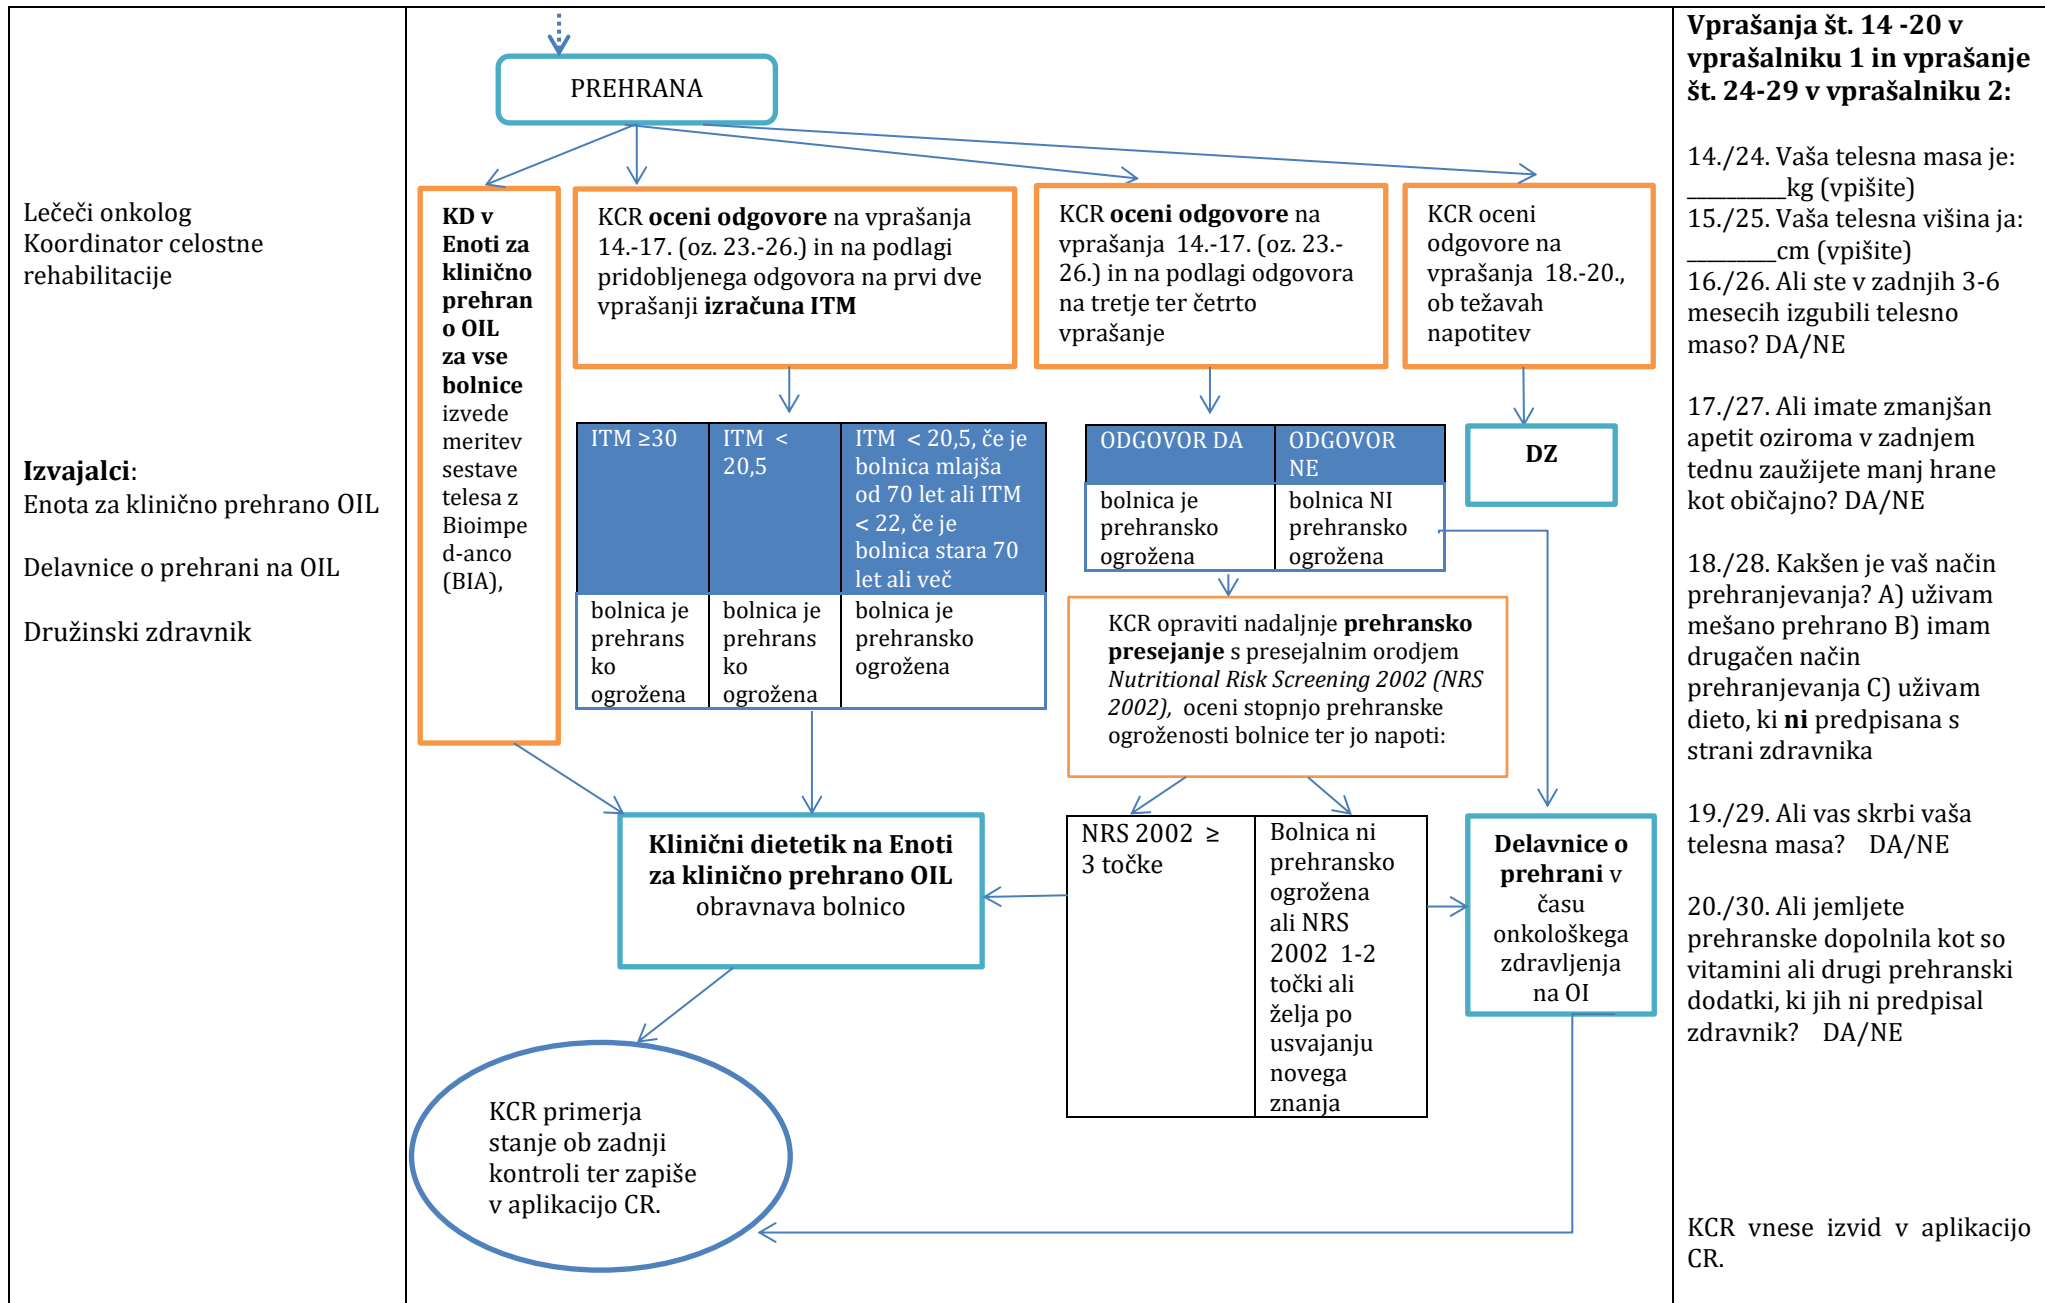 Lečeči onkolog
Koordinator celostne
rehabilitacije
Izvajalci:
Enota za klinično prehrano OIL
Delavnice o prehrani na OIL
Družinski zdravnik
PREHRANA
KD v
Enoti za
klinično
prehran
o OIL
za vse
bolnice
izvede
meritev
sestave
telesa z
Bioimpe
d-anco
(BIA),
KCR oceni odgovore na vprašanja
14.-17. (oz. 23.-26.) in na podlagi
pridobljenega odgovora na prvi dve
vprašanji izračuna ITM
KCR oceni odgovore na
vprašanja 14.-17. (oz. 23.-
26.) in na podlagi odgovora
na tretje ter četrto
vprašanje
KCR oceni
odgovore na
vprašanja 18.-20.,
ob težavah
napotitev
ITM ≥30
ITM <
20,5
ITM < 20,5, če je
bolnica mlajša
od 70 let ali ITM
< 22, če je
bolnica stara 70
let ali več
bolnica je
prehrans
ko
ogrožena
bolnica je
prehrans
ko
ogrožena
bolnica je
prehransko
ogrožena
ODGOVOR DA
ODGOVOR
NE
bolnica je
prehransko
ogrožena
bolnica NI
prehransko
ogrožena
DZ
KCR opraviti nadaljnje prehransko
presejanje s presejalnim orodjem
Nutritional Risk Screening 2002 (NRS
2002), oceni stopnjo prehranske
ogroženosti bolnice ter jo napoti:
Klinični dietetik na Enoti
za klinično prehrano OIL
obravnava bolnico
NRS 2002 ≥
3 točke
Bolnica ni
prehransko
ogrožena
ali NRS
2002 1-2
točki ali
želja po
usvajanju
novega
znanja
Delavnice o
prehrani v
času
onkološkega
zdravljenja
na OI
KCR primerja
stanje ob zadnji
kontroli ter zapiše
v aplikacijo CR.
Vprašanja št. 14 -20 v
vprašalniku 1 in vprašanje
št. 24-29 v vprašalniku 2:
14./24. Vaša telesna masa je:
__________kg (vpišite)
15./25. Vaša telesna višina ja:
_________cm (vpišite)
16./26. Ali ste v zadnjih 3-6
mesecih izgubili telesno
maso? DA/NE
17./27. Ali imate zmanjšan
apetit oziroma v zadnjem
tednu zaužijete manj hrane
kot običajno? DA/NE
18./28. Kakšen je vaš način
prehranjevanja? A) uživam
mešano prehrano B) imam
drugačen način
prehranjevanja C) uživam
dieto, ki ni predpisana s
strani zdravnika
19./29. Ali vas skrbi vaša
telesna masa? DA/NE
20./30. Ali jemljete
prehranske dopolnila kot so
vitamini ali drugi prehranski
dodatki, ki jih ni predpisal
zdravnik? DA/NE
KCR vnese izvid v aplikacijo
CR.